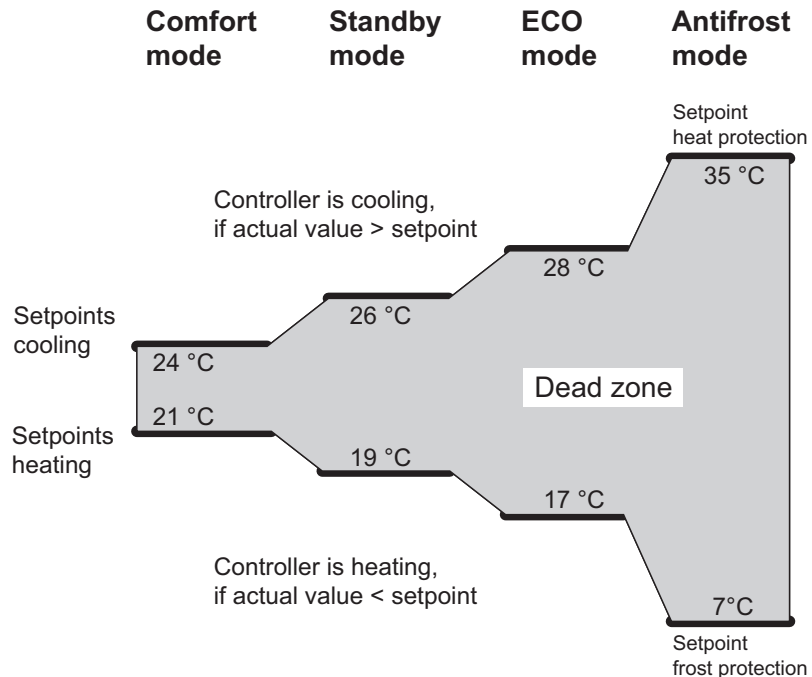 Comfort
mode
Standby
mode
ECO
mode
Antifrost
mode
Setpoint
heat protection
35 °C
Controller is cooling,
if actual value > setpoint
28 °C
26 °C
Setpoints
cooling
24 °C
Dead zone
21 °C
Setpoints
heating
19 °C
17 °C
Controller is heating,
if actual value < setpoint
7°C
Setpoint
frost protection